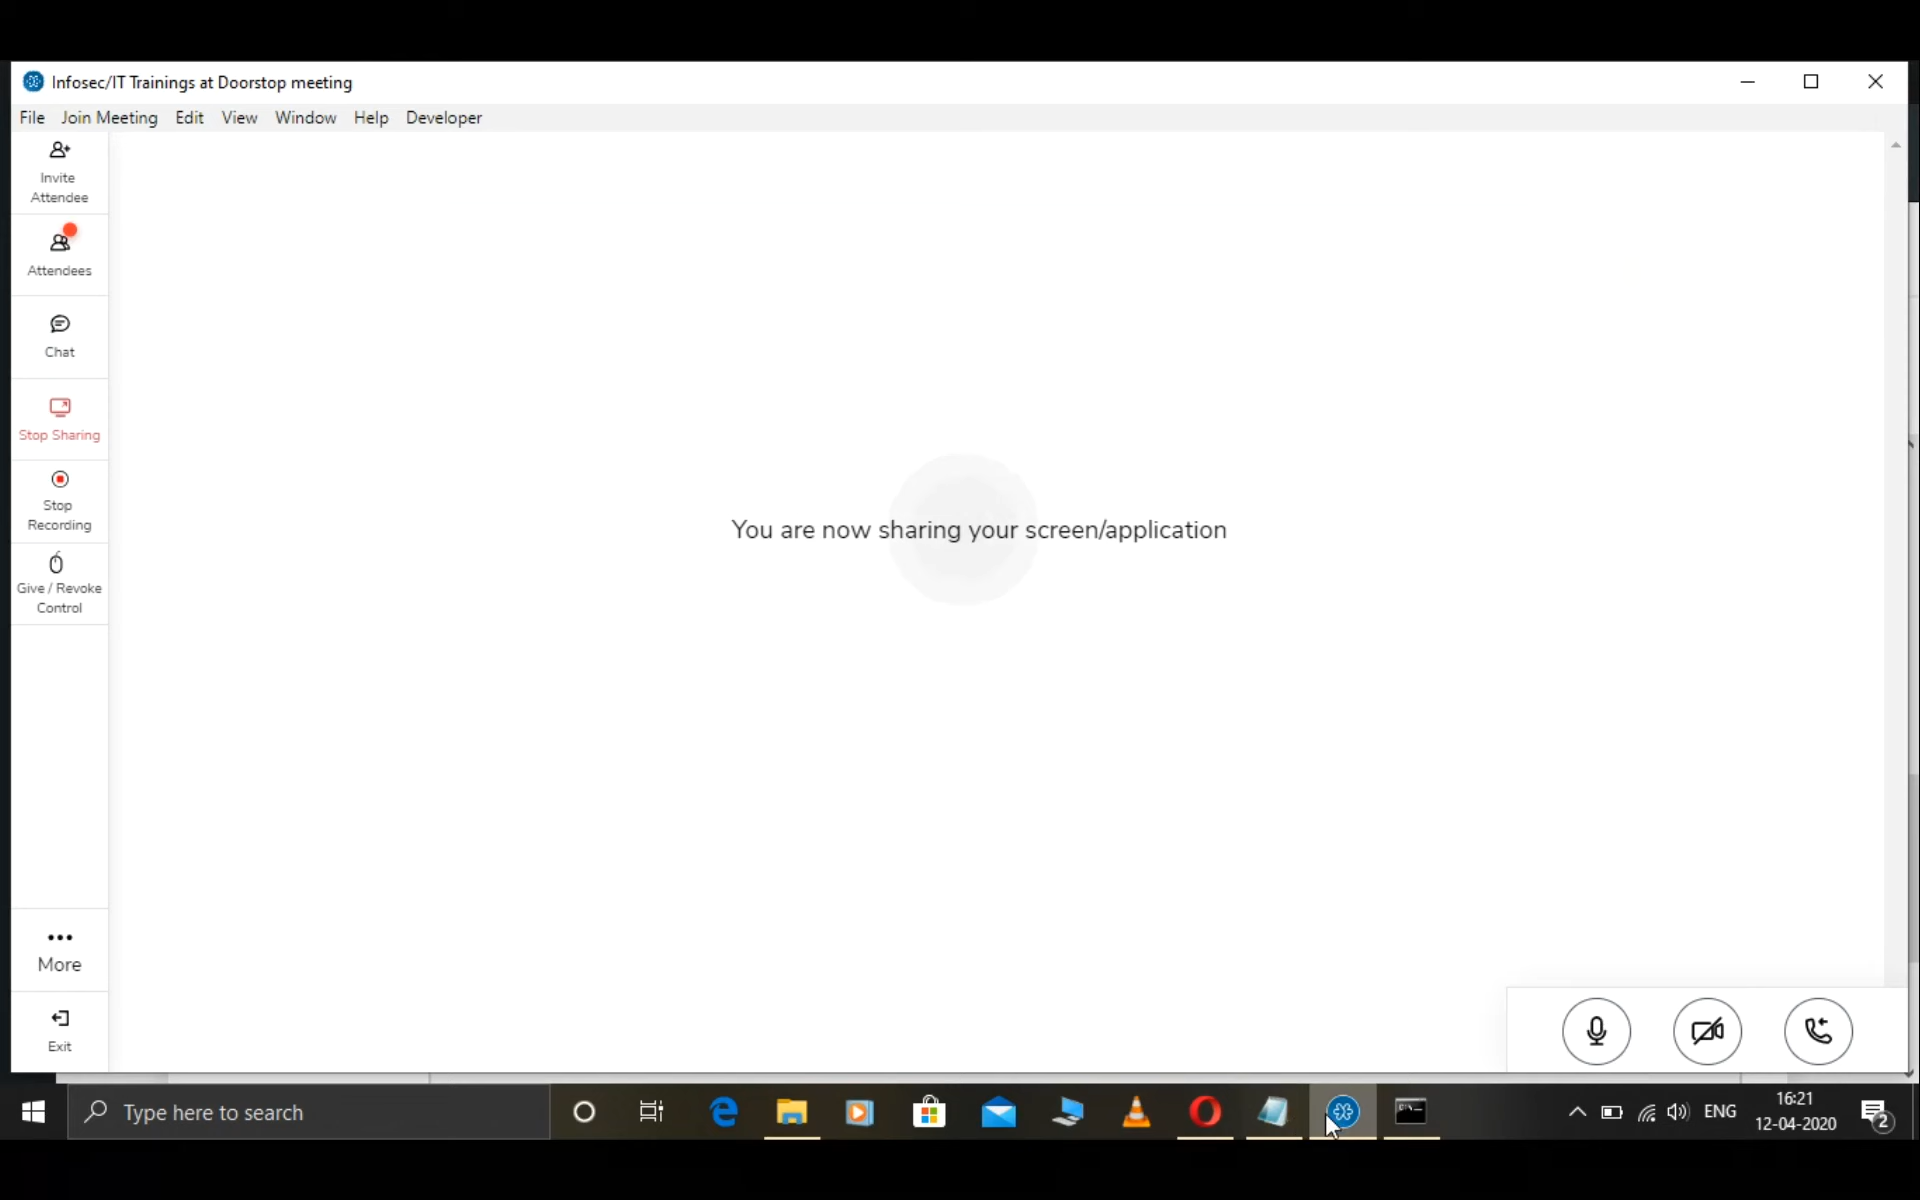 Infosec/IT Trainings at Doorstop meeting
File Join Meeting Edit View Window Help Developer
Invite
Attendee
Attendees
Chat
Stop Sharing
Stop
Recording
Give / Revoke
Control
You are now sharing your screen/application
More
Exit
Type here to search
ENG
16:21
12-04-2020
2